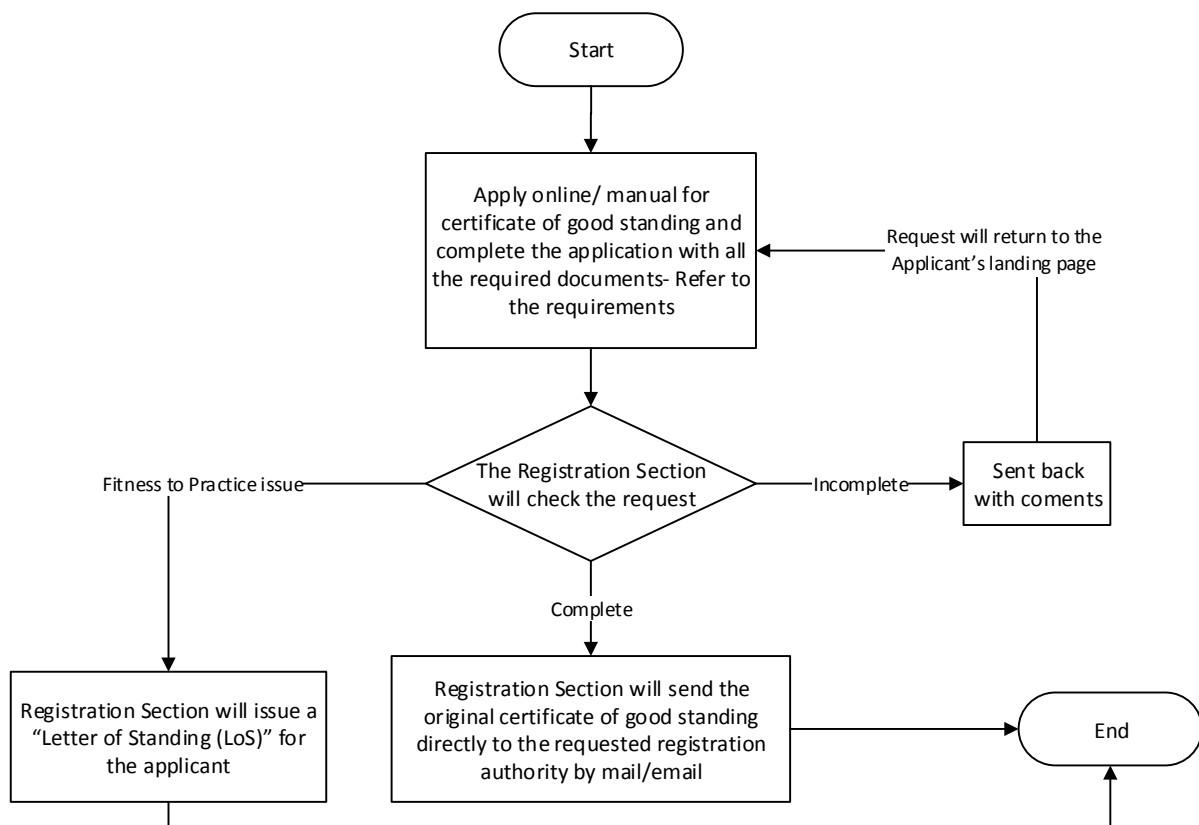 Start
Apply online/ manual for
certificate of good standing and
complete the application with all
the required documents- Refer to
the requirements
Request will return to the
Applicant’s landing page
The Registration Section
will check the request
Fitness to Practice issue
Incomplete
Sent back
with coments
Complete
Registration Section will issue a
“Letter of Standing (LoS)” for
the applicant
Registration Section will send the
original certificate of good standing
directly to the requested registration
authority by mail/email
End